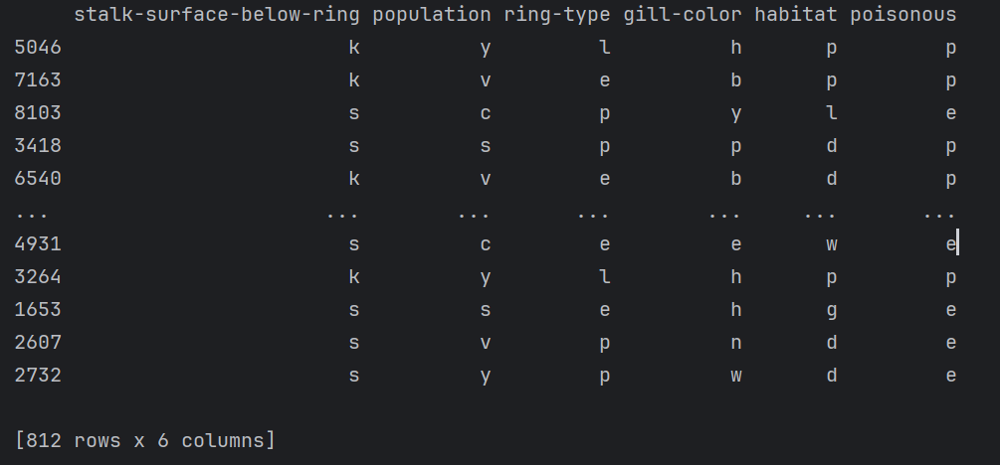 stalk-surface-below-ring population ring-type gill-color habitat poisonous
5046 k y l h p p
7163 k v e b p p
8103 s c p y l e
3418 s s p p d p
6540 k v e b d p
... ... ... ... ... ... ...
4931 s c e e w e
3264 k y l h p p
1653 s s e h g e
2607 s v p n d e
2732 s y p w d e
[812 rows x 6 columns]